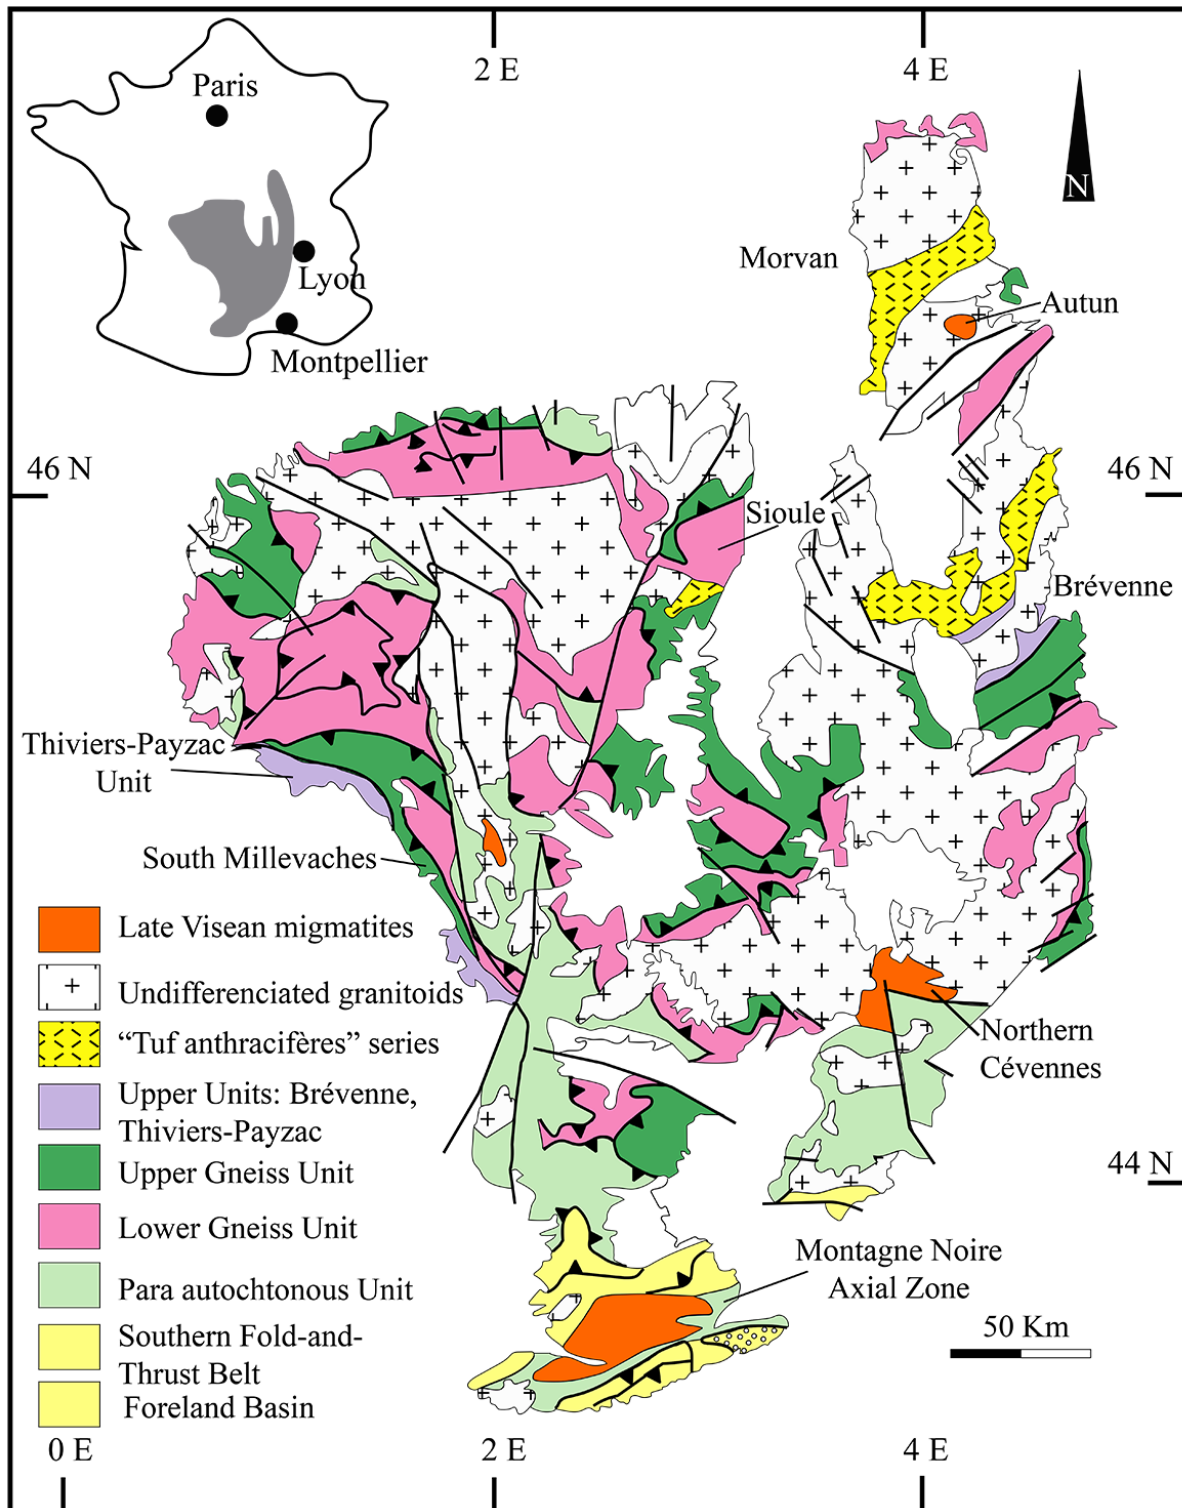 2 E
4 E
Paris
Lyon
Montpellier
N
Morvan
Autun
46 N
46 N
Sioule
Brévenne
Thiviers-Payzac
Unit
South Millevaches
Late Visean migmatites
Undifferenciated granitoids
“Tuf anthracifères” series
Upper Units: Brévenne,
Thiviers-Payzac
Upper Gneiss Unit
Lower Gneiss Unit
Para autochtonous Unit
Southern Fold-and-
Thrust Belt
Foreland Basin
Northern
Cévennes
44 N
Montagne Noire
Axial Zone
50 Km
0 E
2 E
4 E